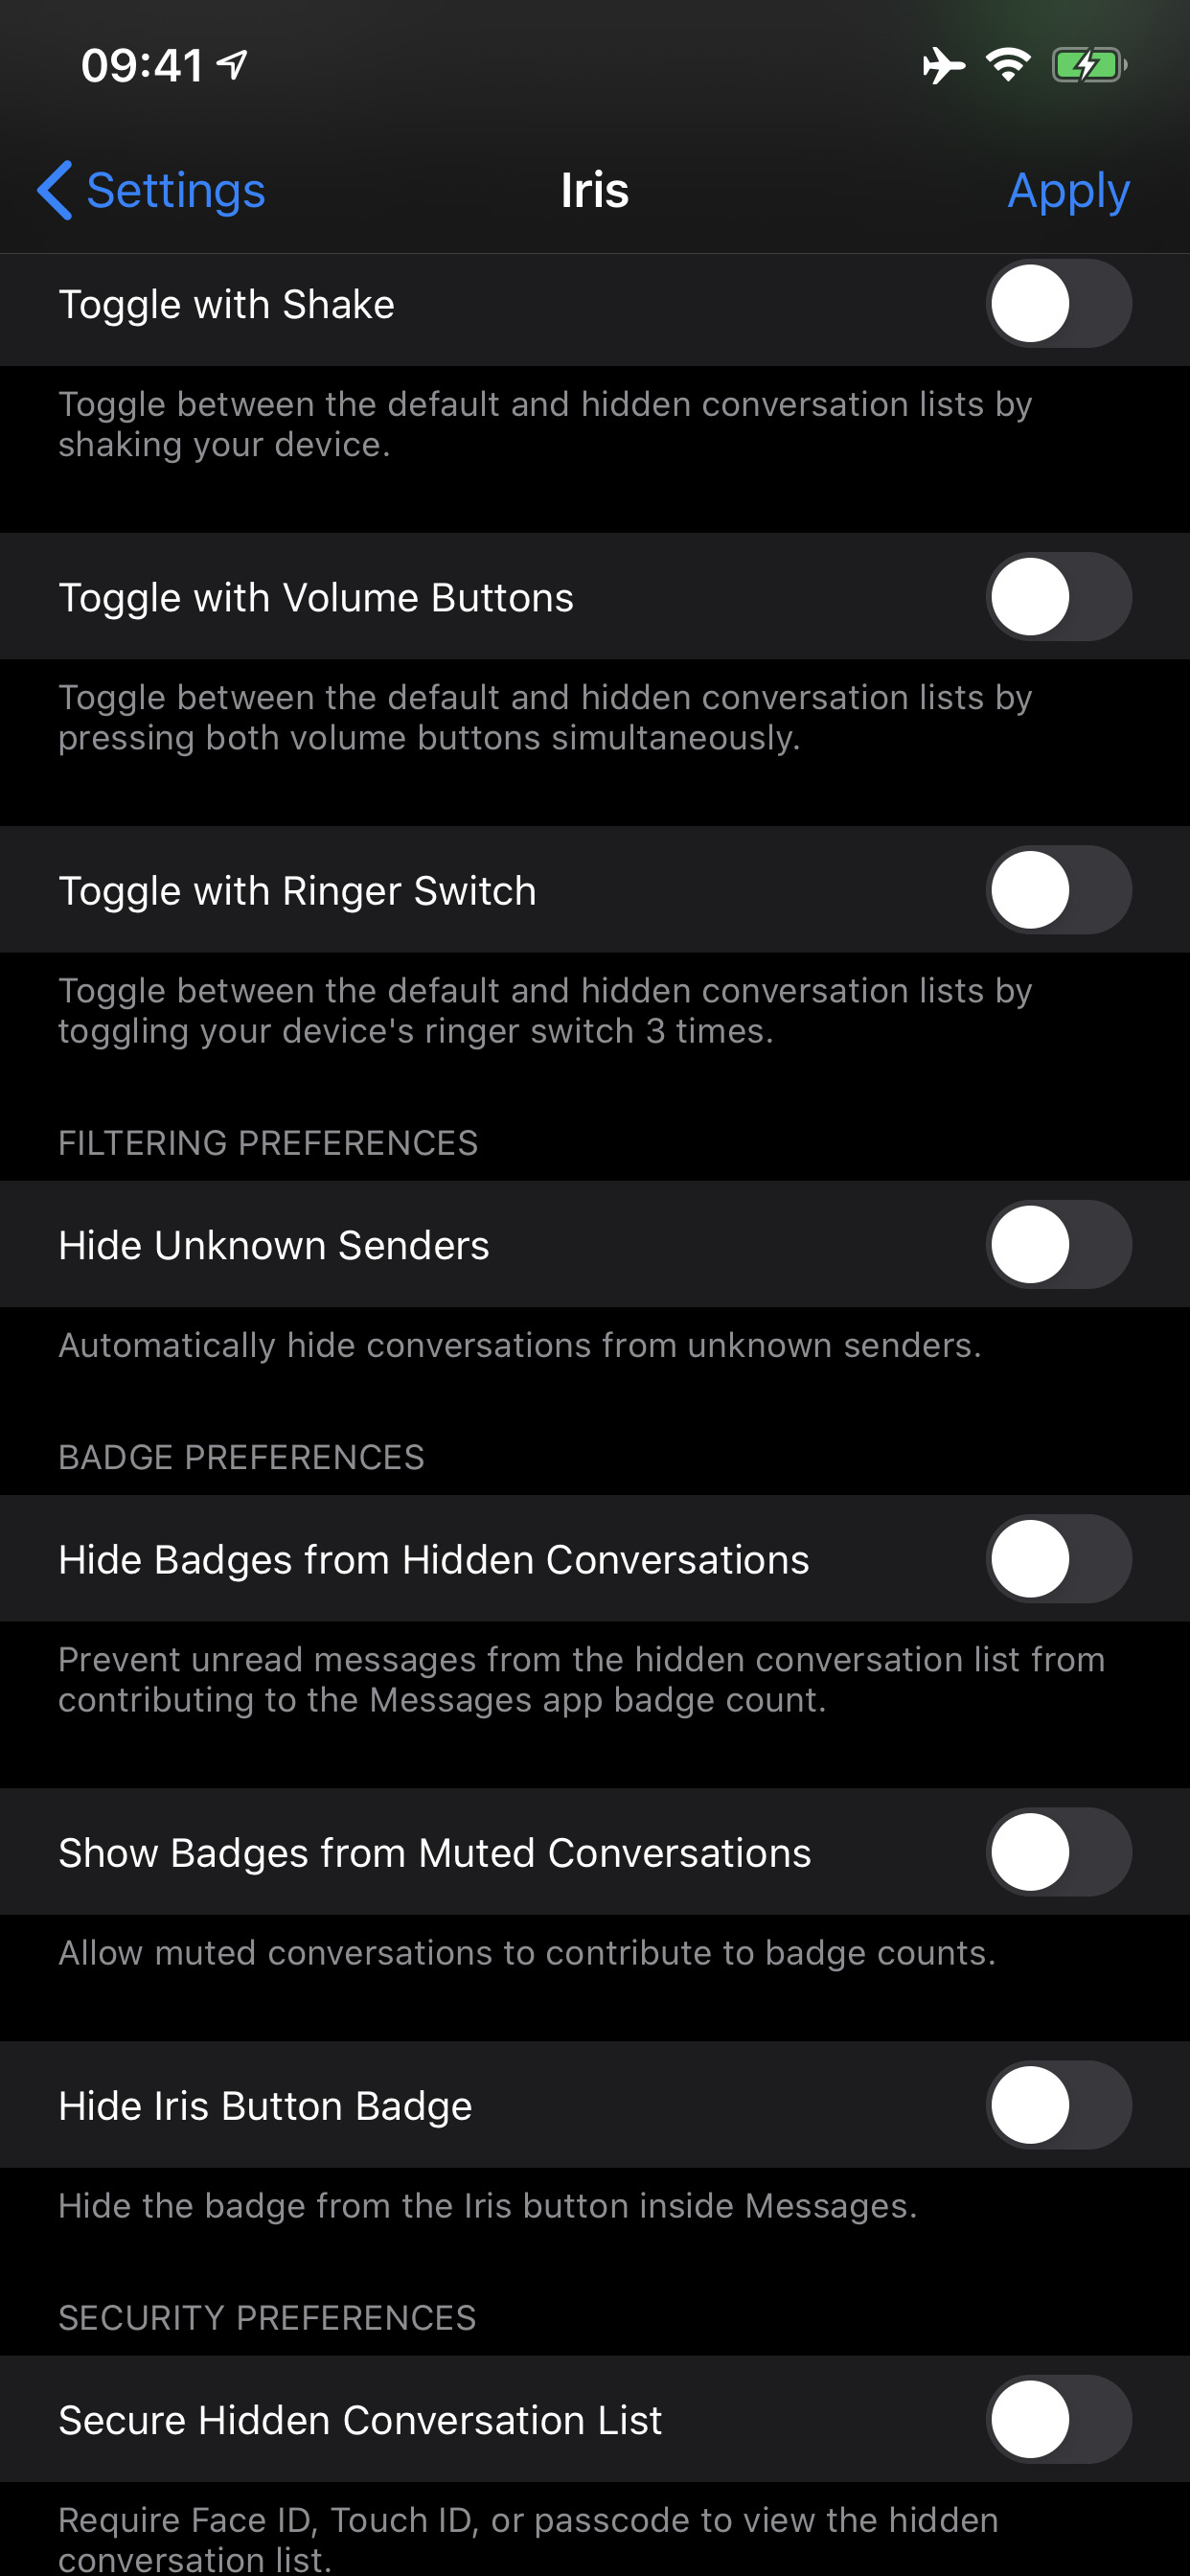 09:41
Settings
Iris
Apply
Toggle with Shake
Toggle between the default and hidden conversation lists by
shaking your device.
Toggle with Volume Buttons
Toggle between the default and hidden conversation lists by
pressing both volume buttons simultaneously.
Toggle with Ringer Switch
Toggle between the default and hidden conversation lists by
toggling your device's ringer switch 3 times.
FILTERING PREFERENCES
Hide Unknown Senders
Automatically hide conversations from unknown senders.
BADGE PREFERENCES
Hide Badges from Hidden Conversations
Prevent unread messages from the hidden conversation list from
contributing to the Messages app badge count.
Show Badges from Muted Conversations
Allow muted conversations to contribute to badge counts.
Hide Iris Button Badge
Hide the badge from the Iris button inside Messages.
SECURITY PREFERENCES
Secure Hidden Conversation List
Require Face ID, Touch ID, or passcode to view the hidden
conversation list.